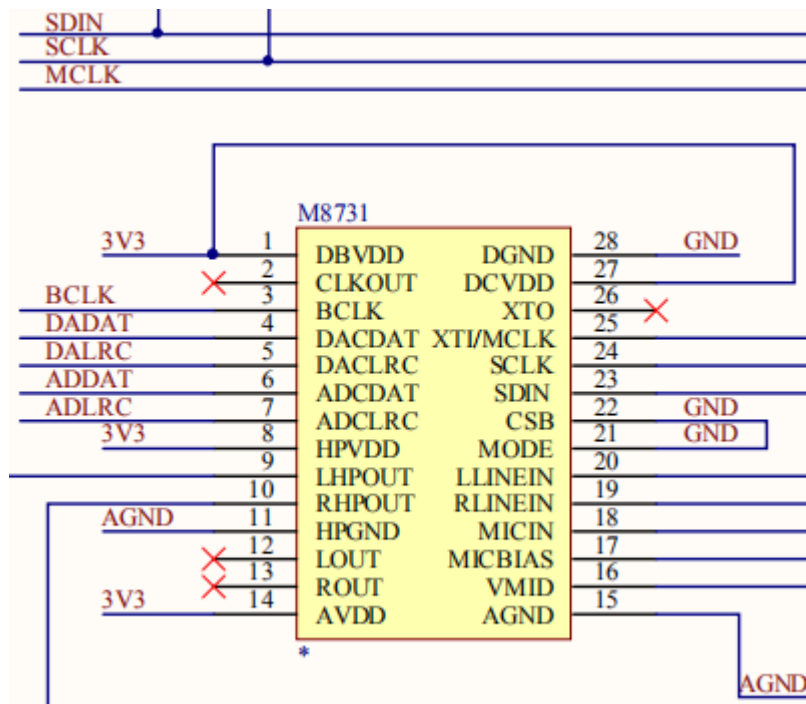 SDIN
SCLK
MCLK
M8731
3V3 1 DBVDD DGND 28 GND
2 CLKOUT DCVDD 27
BCLK 3 BCLK XTO 26
DADAT 4 DACDAT XTI/MCLK 25
DALRC 5 DACLRC SCLK 24
ADDAT 6 ADCDAT SDIN 23
ADLRC 7 ADCLRC CSB 22 GND
3V3 8 HPVDD MODE 21 GND
9 LHPOUT LLINEIN 20
10 RHPOUT RLINEIN 19
AGND 11 HPGND MICIN 18
12 LOUT MICBIAS 17
13 ROUT VMID 16
3V3 14 AVDD AGND 15
*
AGND